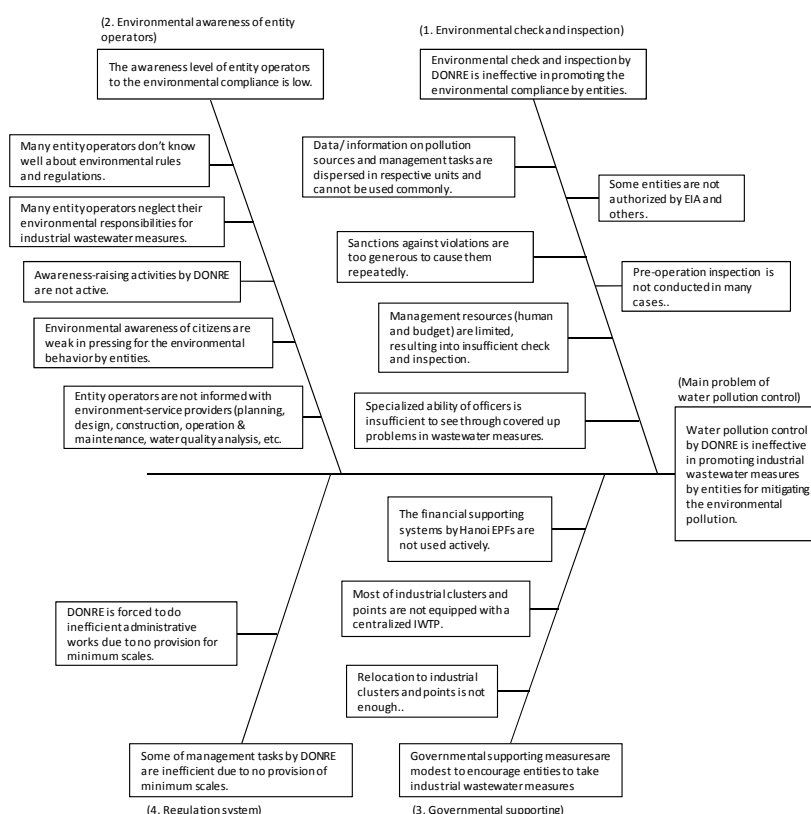 (2. Environmental awareness of entity
operators)
The awareness level of entity operators
to the environmental compliance is low.
Many entity operators don't know
well about environmental rules
and regulations.
Many entity operators neglect their
environmental responsibilities for
industrial wastewater measures.
Awareness-raising activities by DONRE
are not active.
Environmental awareness of citizens are
weak in pressing for the environmental
behavior by entities.
Entity operators are not informed with
environment-service providers (planning,
design, construction, operation &
maintenance, water quality analysis, etc.
(1. Environmental check and inspection)
Environmental check and inspection by
DONRE is ineffective in promoting the
environmental compliance by entities.
Data/ information on pollution
sources and management tasks are
dispersed in respective units and
cannot be used commonly.
Sanctions against violations are
too generous to cause them
repeatedly.
Management resources (human
and budget) are limited,
resulting into insufficient check
and inspection.
Specialized ability of officers is
insufficient to see through covered up
problems in wastewater measures.
Some entities are not
authorized by EIA and
others.
Pre-operation inspection is
not conducted in many
cases..
(Main problem of
water pollution control)
Water pollution control
by DONRE is ineffective
in promoting industrial
wastewater measures
by entities for mitigating
the environmental
pollution.
DONRE is forced to do
inefficient administrative
works due to no provision for
minimum scales.
Some of management tasks by DONRE
are inefficient due to no provision of
minimum scales.
(4. Regulation system)
The financial supporting
systems by Hanoi EPFs are
not used actively.
Most of industrial clusters and
points are not equipped with a
centralized IWTP.
Relocation to industrial
clusters and points is not
enough..
Governmental supporting measures are
modest to encourage entities to take
industrial wastewater measures
(3. Governmental supporting)